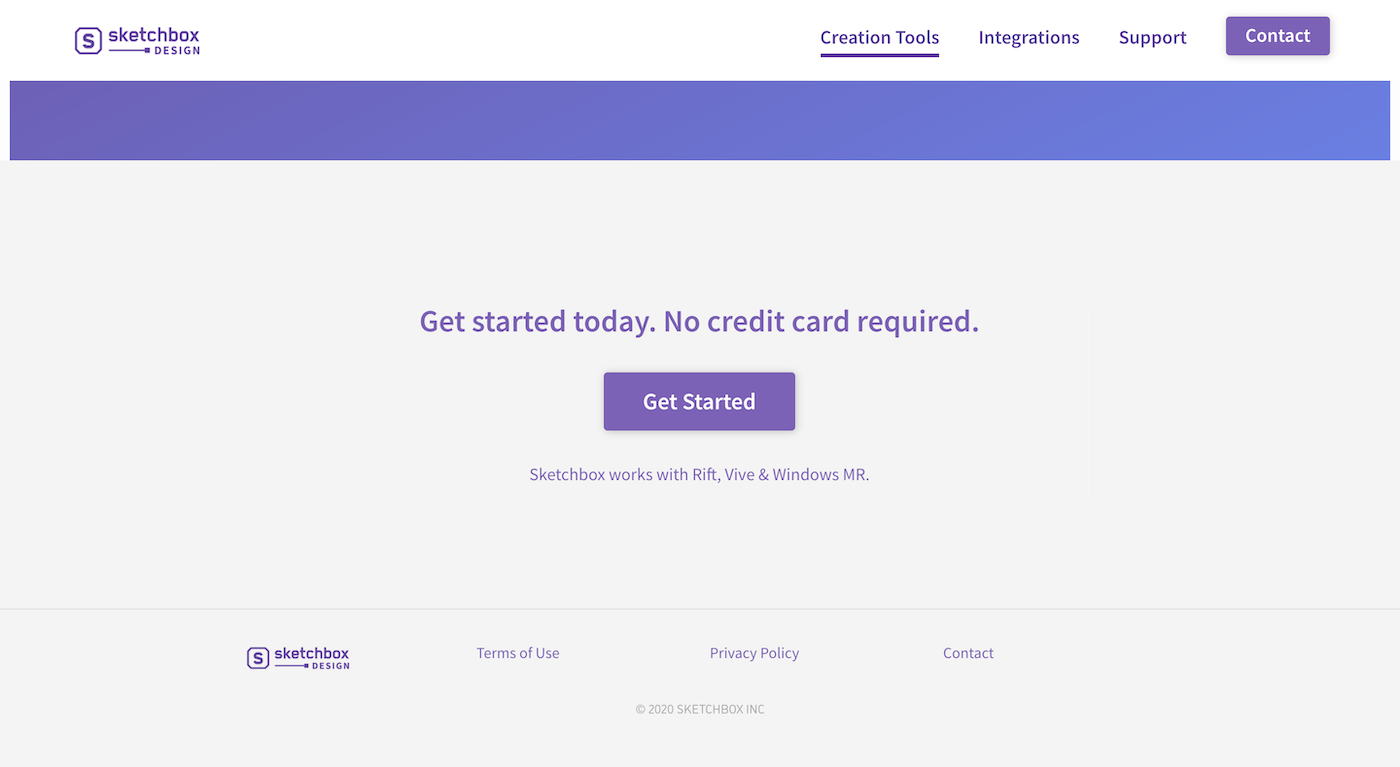 S sketchbox
DESIGN
Creation Tools
Integrations
Support
Contact
Get started today. No credit card required.
Get Started
Sketchbox works with Rift, Vive & Windows MR.
S sketchbox
DESIGN
Terms of Use
Privacy Policy
Contact
© 2020 SKETCHBOX INC